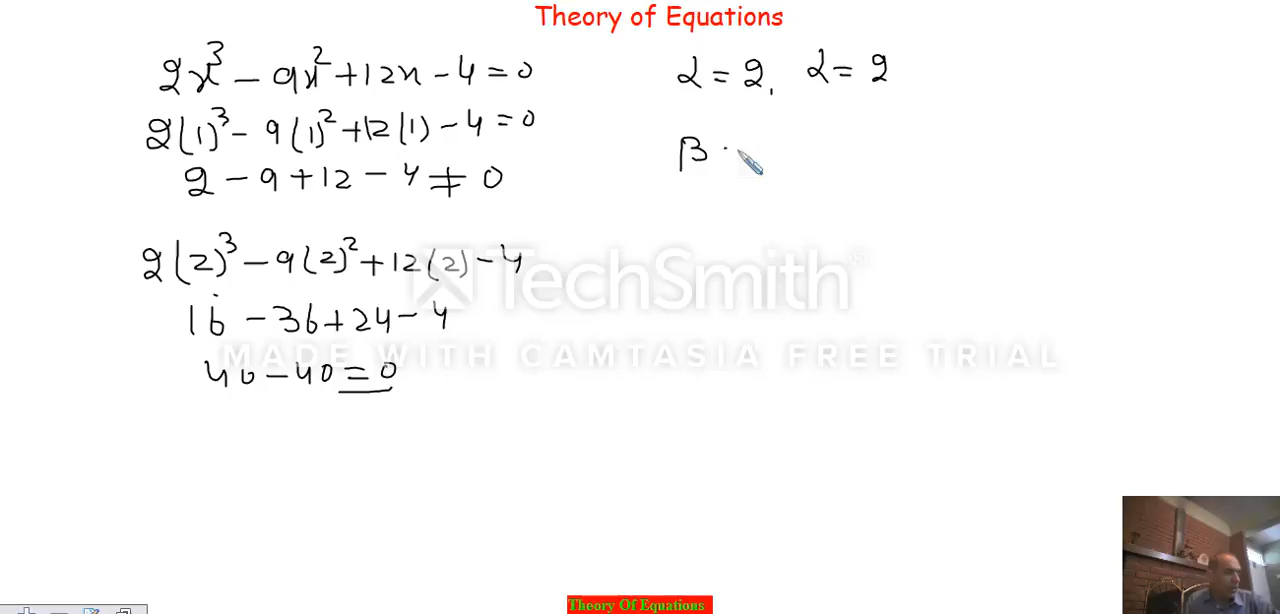 Theory of Equations
2x³ - 9x² + 12x - 4 = 0
2(1)³ - 9(1)² + 12(1) - 4 = 0
2 - 9 + 12 - 4 ≠ 0
2(2)³ - 9(2)² + 12(2) - 4
16 - 36 + 24 - 4
40 - 40 = 0
α = 2, α = 2
β
TechSmith
MADE WITH CAMTASIA FREE TRIAL
Theory Of Equations